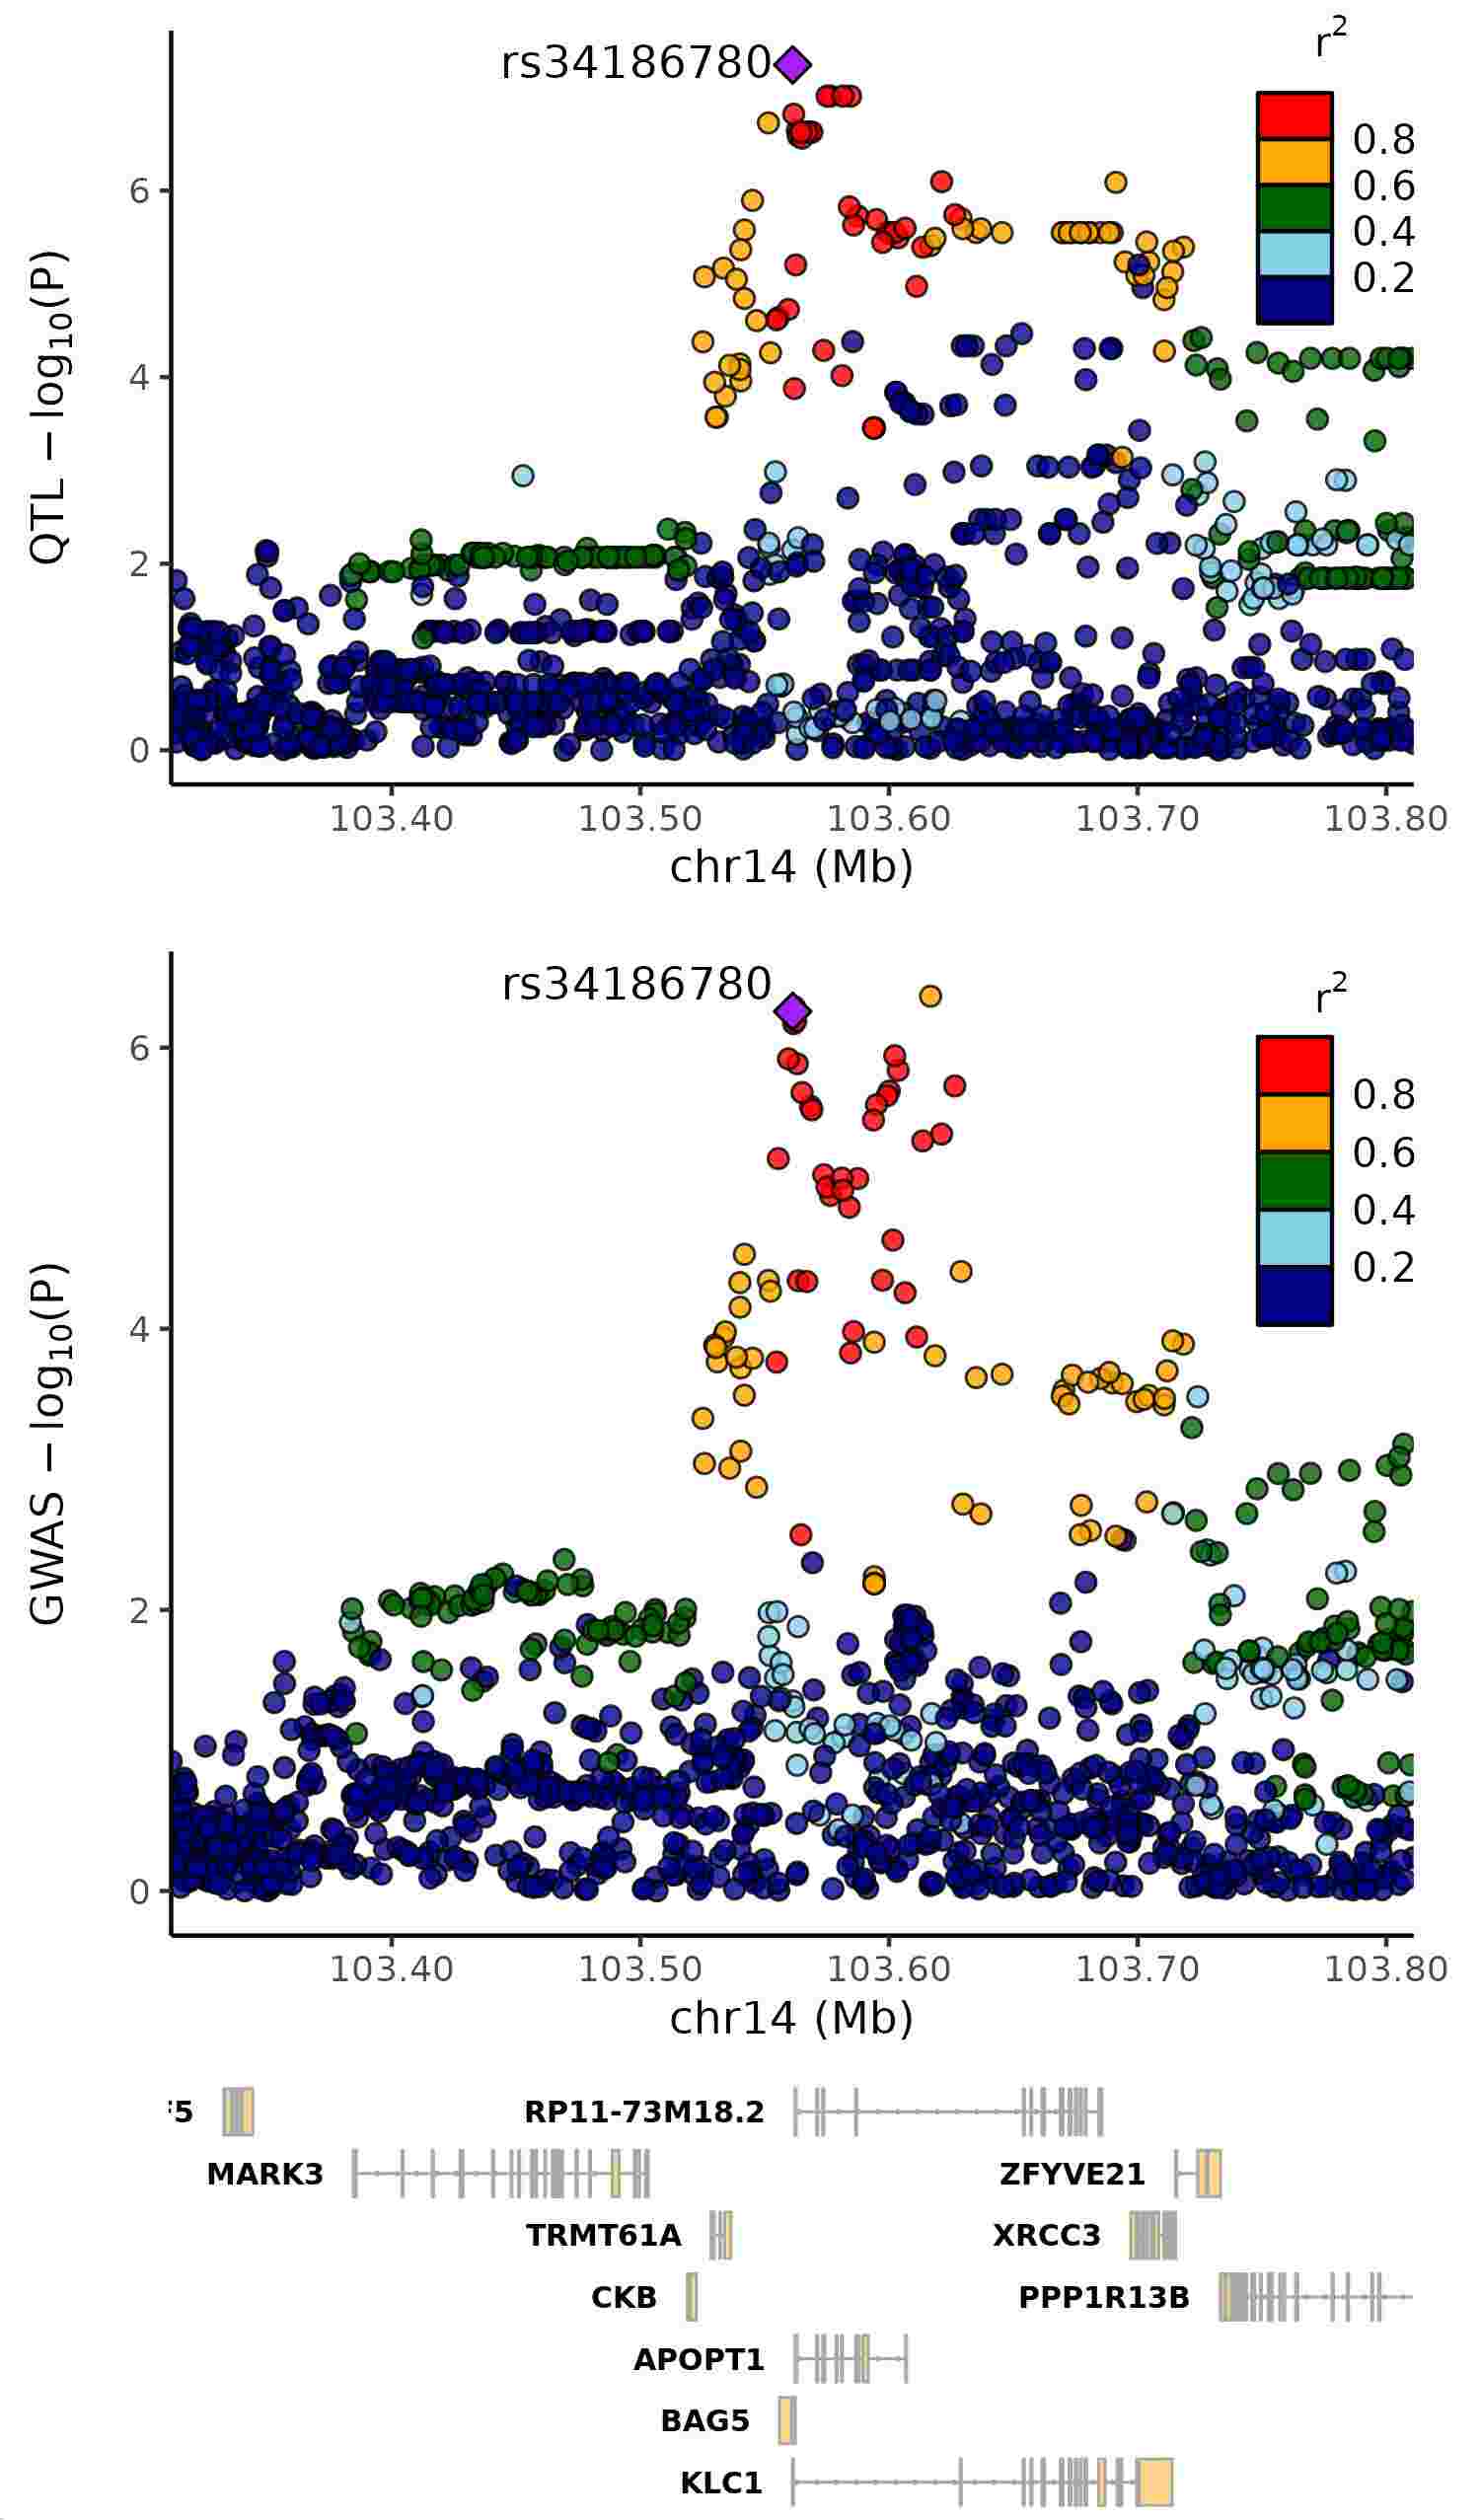 rs34186780
r2
0.8
0.6
0.4
0.2
QTL − log10(P)
6
4
2
0
103.40 103.50 103.60 103.70 103.80
chr14 (Mb)
rs34186780
r2
0.8
0.6
0.4
0.2
GWAS − log10(P)
6
4
2
0
103.40 103.50 103.60 103.70 103.80
chr14 (Mb)
5 RP11-73M18.2
MARK3 ZFYVE21
TRMT61A XRCC3
CKB PPP1R13B
APOPT1
BAG5
KLC1